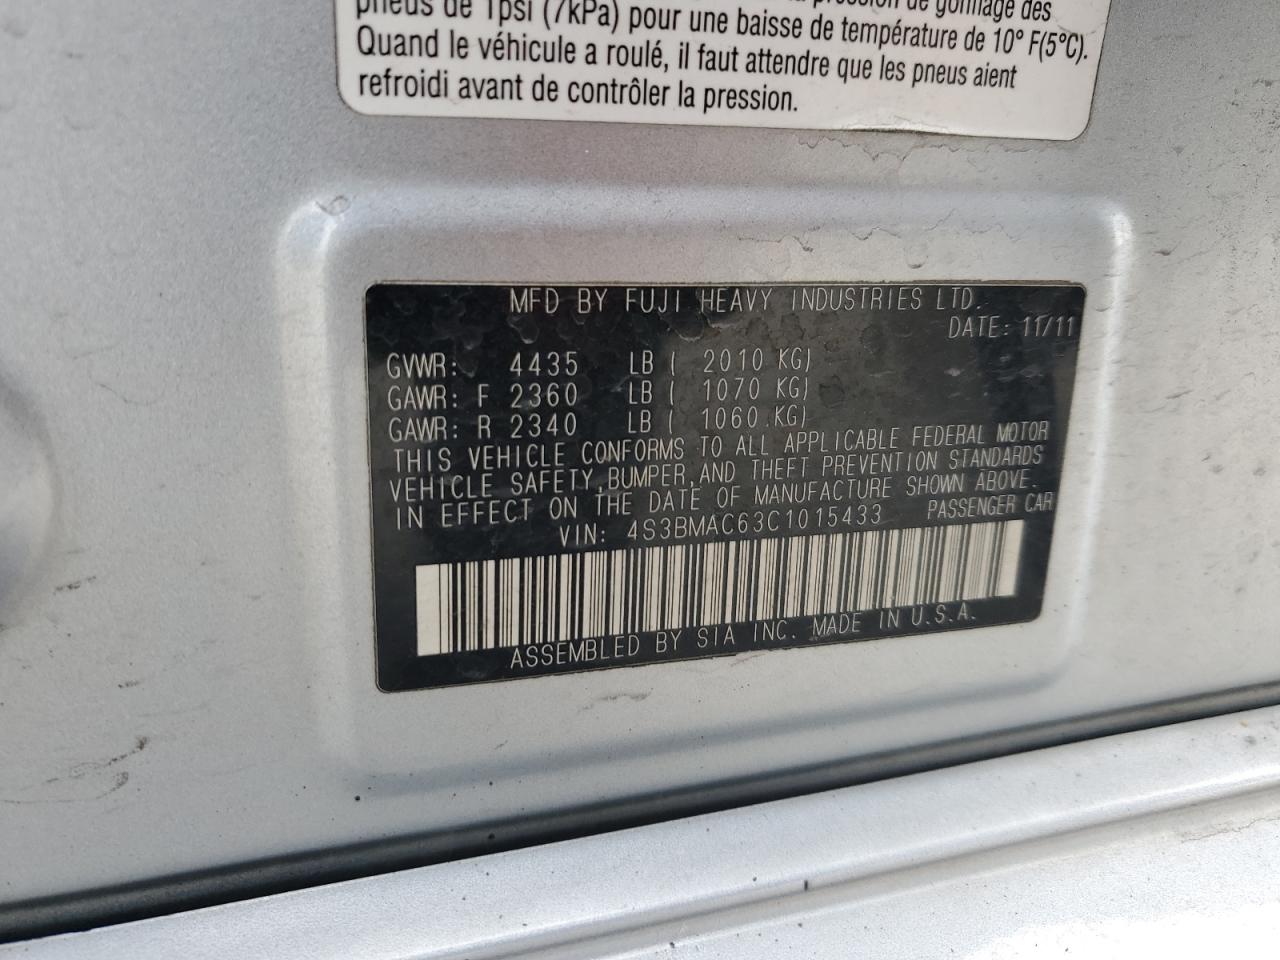 pneus de 1psi (7kPa) pour une baisse de température de 10° F(5°C).
Quand le véhicule a roulé, il faut attendre que les pneus aient
refroidi avant de contrôler la pression.
MFD BY FUJI HEAVY INDUSTRIES LTD.
DATE: 11/11
GVWR: 4435 LB ( 2010 KG)
GAWR: F 2360 LB ( 1070 KG)
GAWR: R 2340 LB ( 1060 KG)
THIS VEHICLE CONFORMS TO ALL APPLICABLE FEDERAL MOTOR
VEHICLE SAFETY, BUMPER, AND THEFT PREVENTION STANDARDS
IN EFFECT ON THE DATE OF MANUFACTURE SHOWN ABOVE.
VIN: 4S3BMAC63C1015433 PASSENGER CAR
ASSEMBLED BY SIA INC. MADE IN U.S.A.